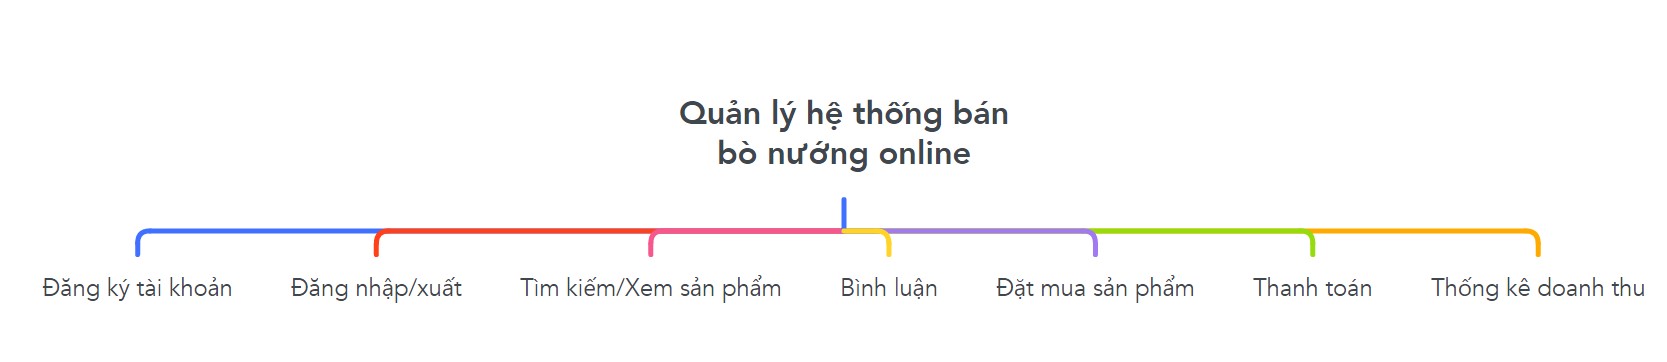 Quản lý hệ thống bán
bò nướng online
Đăng ký tài khoản
Đăng nhập/xuất
Tìm kiếm/Xem sản phẩm
Bình luận
Đặt mua sản phẩm
Thanh toán
Thống kê doanh thu